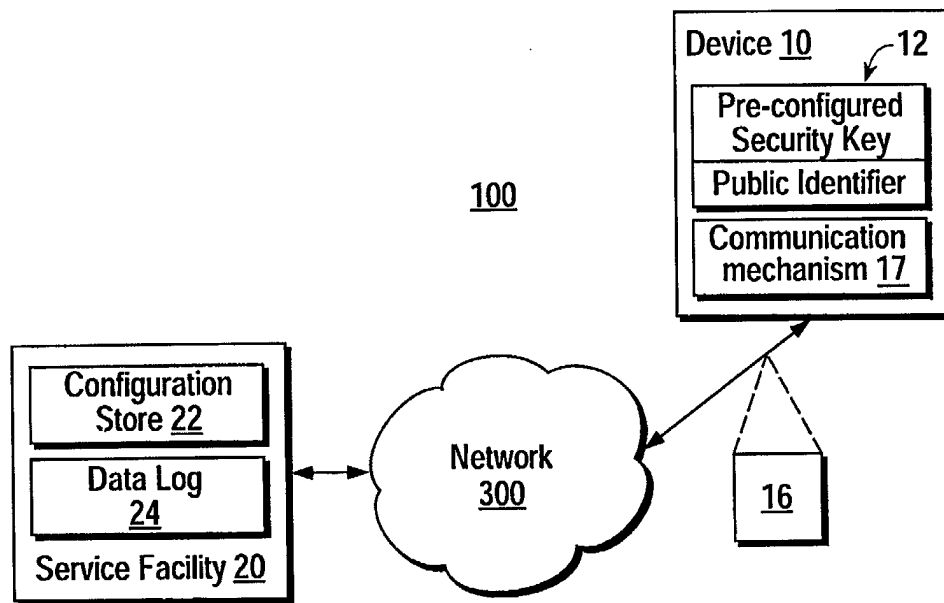 Device 10
12
Pre-configured
Security Key
Public Identifier
Communication
mechanism 17
100
Configuration
Store 22
Data Log
24
Service Facility 20
Network
300
16